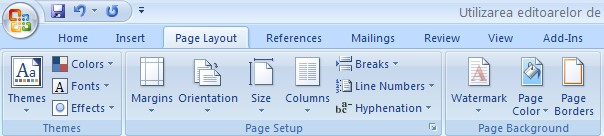 Utilizarea editoarelor de
Home Insert Page Layout References Mailings Review View Add-Ins
Aa Colors Breaks
Fonts Line Numbers
Themes Effects Margins Orientation Size Columns Hyphenation Watermark Page Color Page Borders
Themes Page Setup Page Background